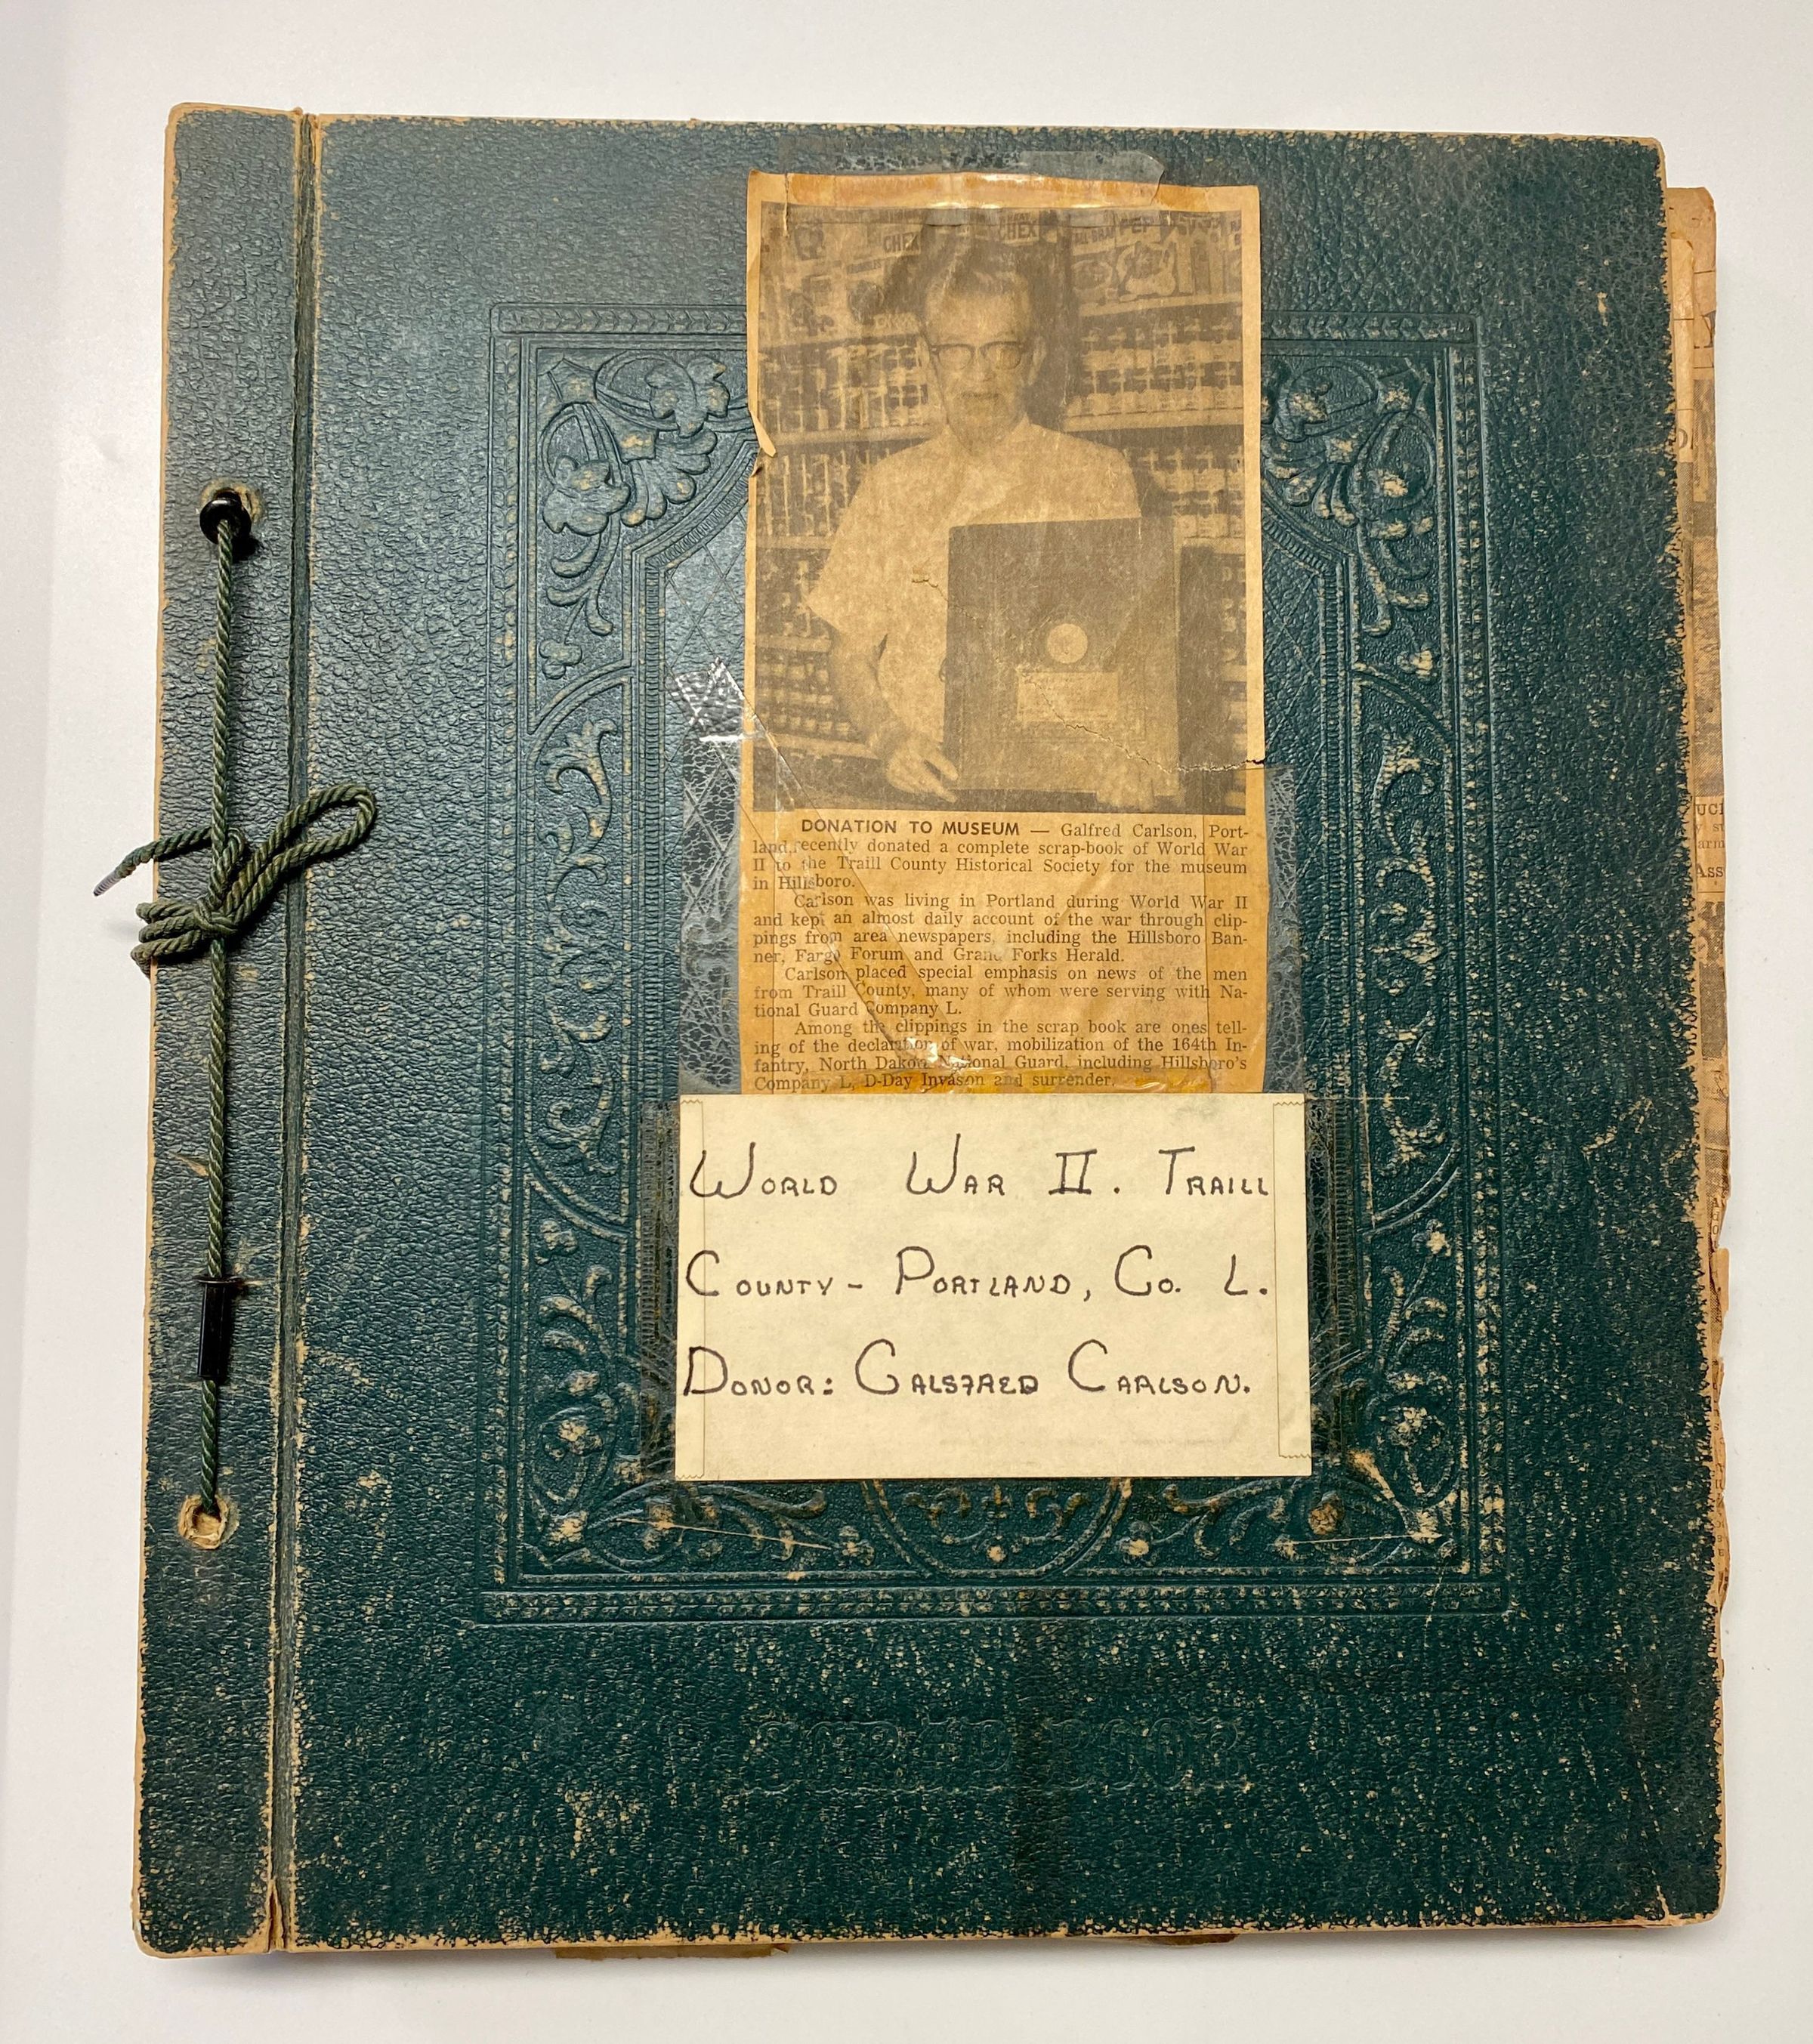 CHEX
CHEX
PEP
DONATION TO MUSEUM — Galfred Carlson, Port-
land, recently donated a complete scrap-book of World War
II to the Traill County Historical Society for the museum
in Hillsboro.
Carlson was living in Portland during World War II
and kept an almost daily account of the war through clip-
pings from area newspapers, including the Hillsboro Ban-
ner, Fargo Forum and Grand Forks Herald.
Carlson placed special emphasis on news of the men
from Traill County, many of whom were serving with Na-
tional Guard Company L.
Among the clippings in the scrap book are ones tell-
ing of the declaration of war, mobilization of the 164th In-
fantry, North Dakota National Guard, including Hillsboro's
Company L, D-Day Invason and surrender.
WORLD WAR II. TRAILL
COUNTY - PORTLAND, CO. L.
DONOR: GALSFRED CARLSON.
SCRAP BOOK